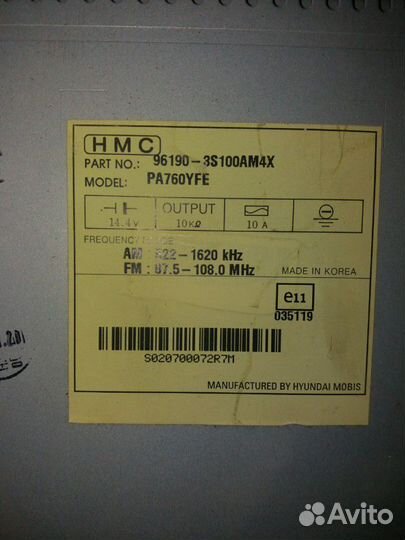 HMC
PART NO.: 96190-3S100AM4X
MODEL: PA760YFE
OUTPUT
14.4V 10KΩ 10 A
FREQUENCY
AM : 522-1620 kHz
FM : 87.5-108.0 MHz
MADE IN KOREA
e11
035119
S020700072R7M
MANUFACTURED BY HYUNDAI MOBIS
Avito